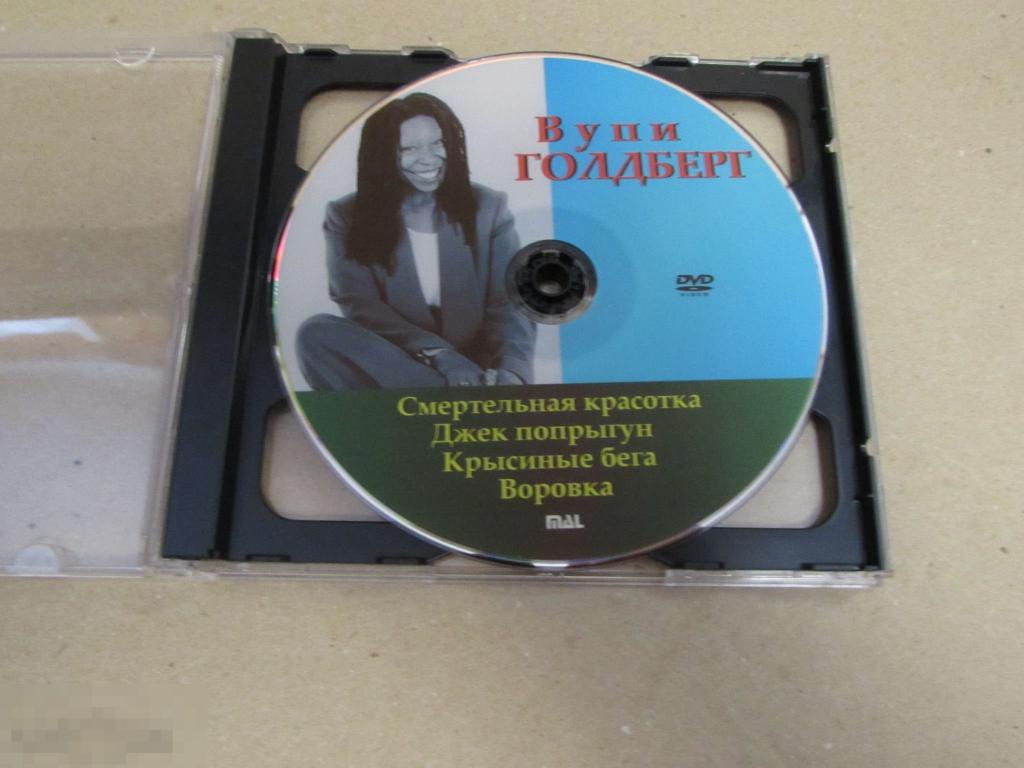 Вупи
ГОЛДБЕРГ
DVD
VIDEO
Смертельная красотка
Джек попрыгун
Крысиные бега
Воровка
MAL